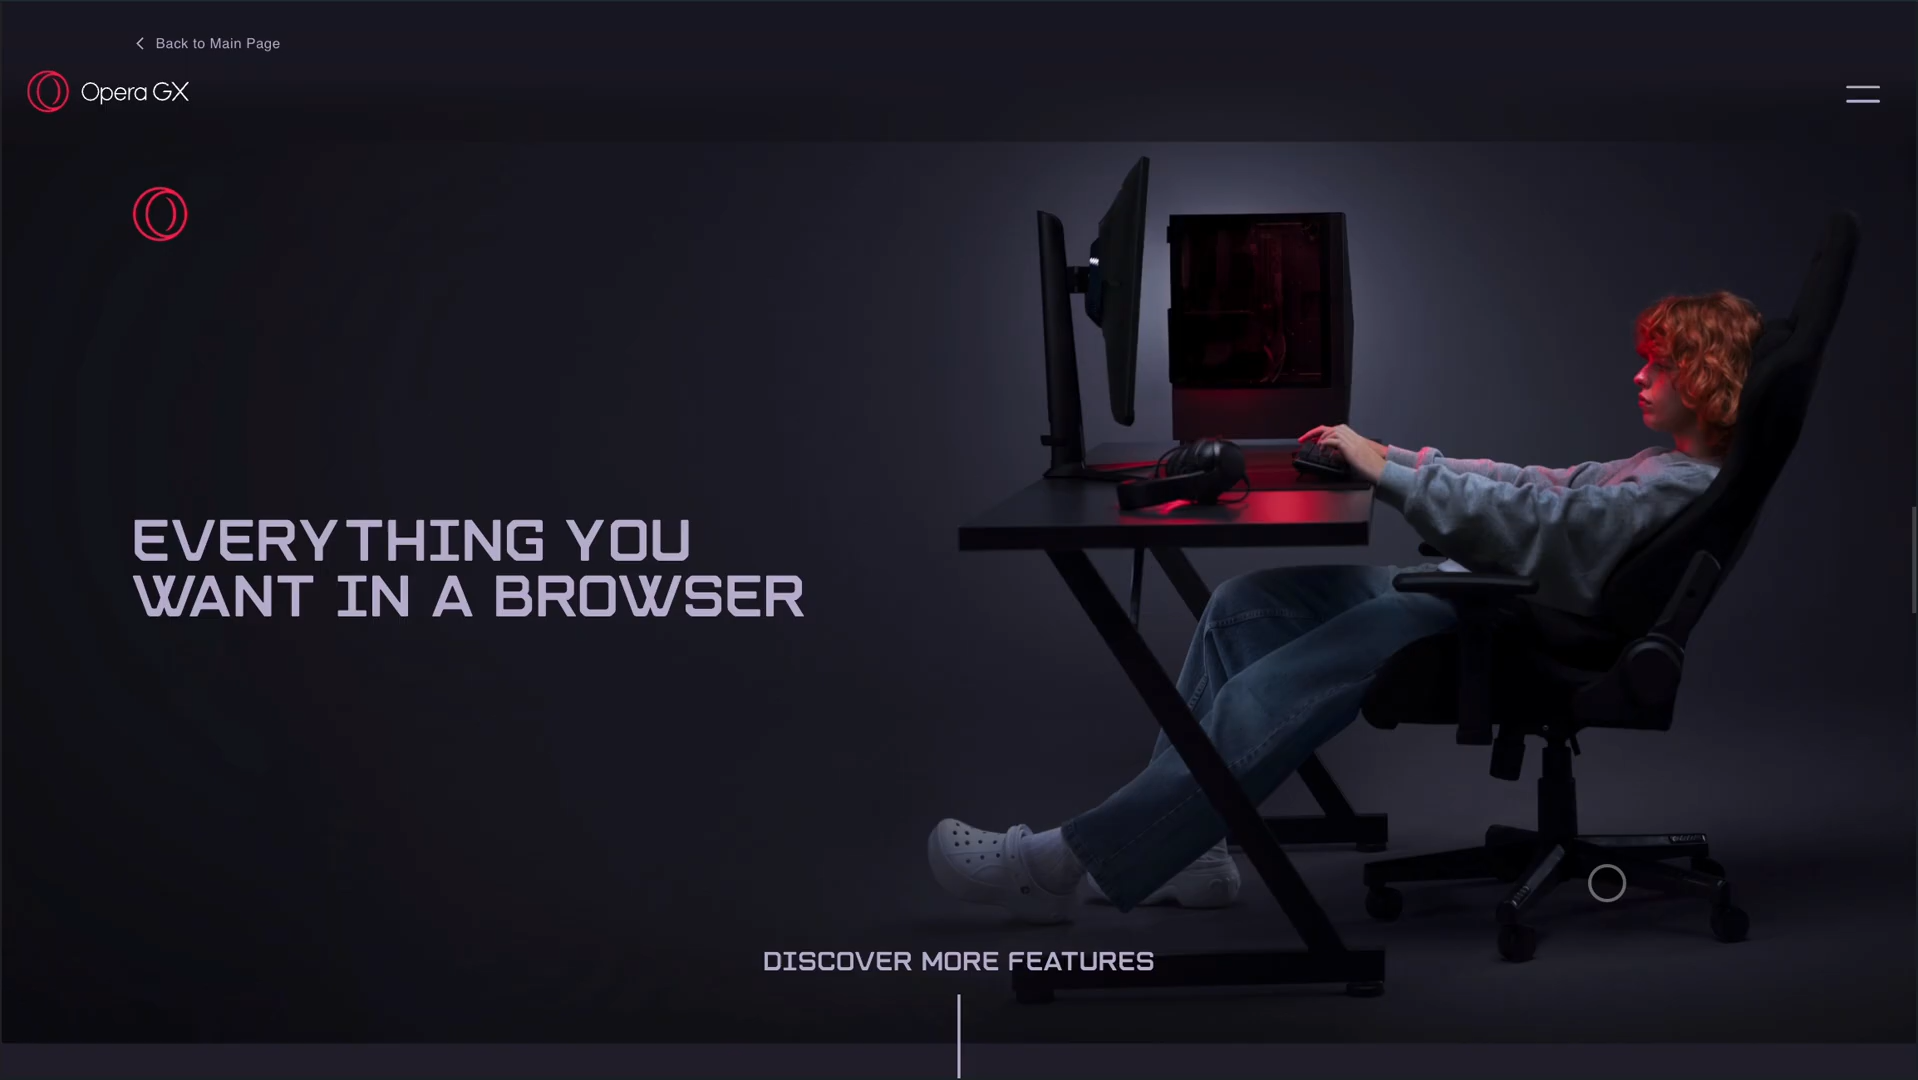 Back to Main Page
Opera GX
EVERYTHING YOU
WANT IN A BROWSER
DISCOVER MORE FEATURES